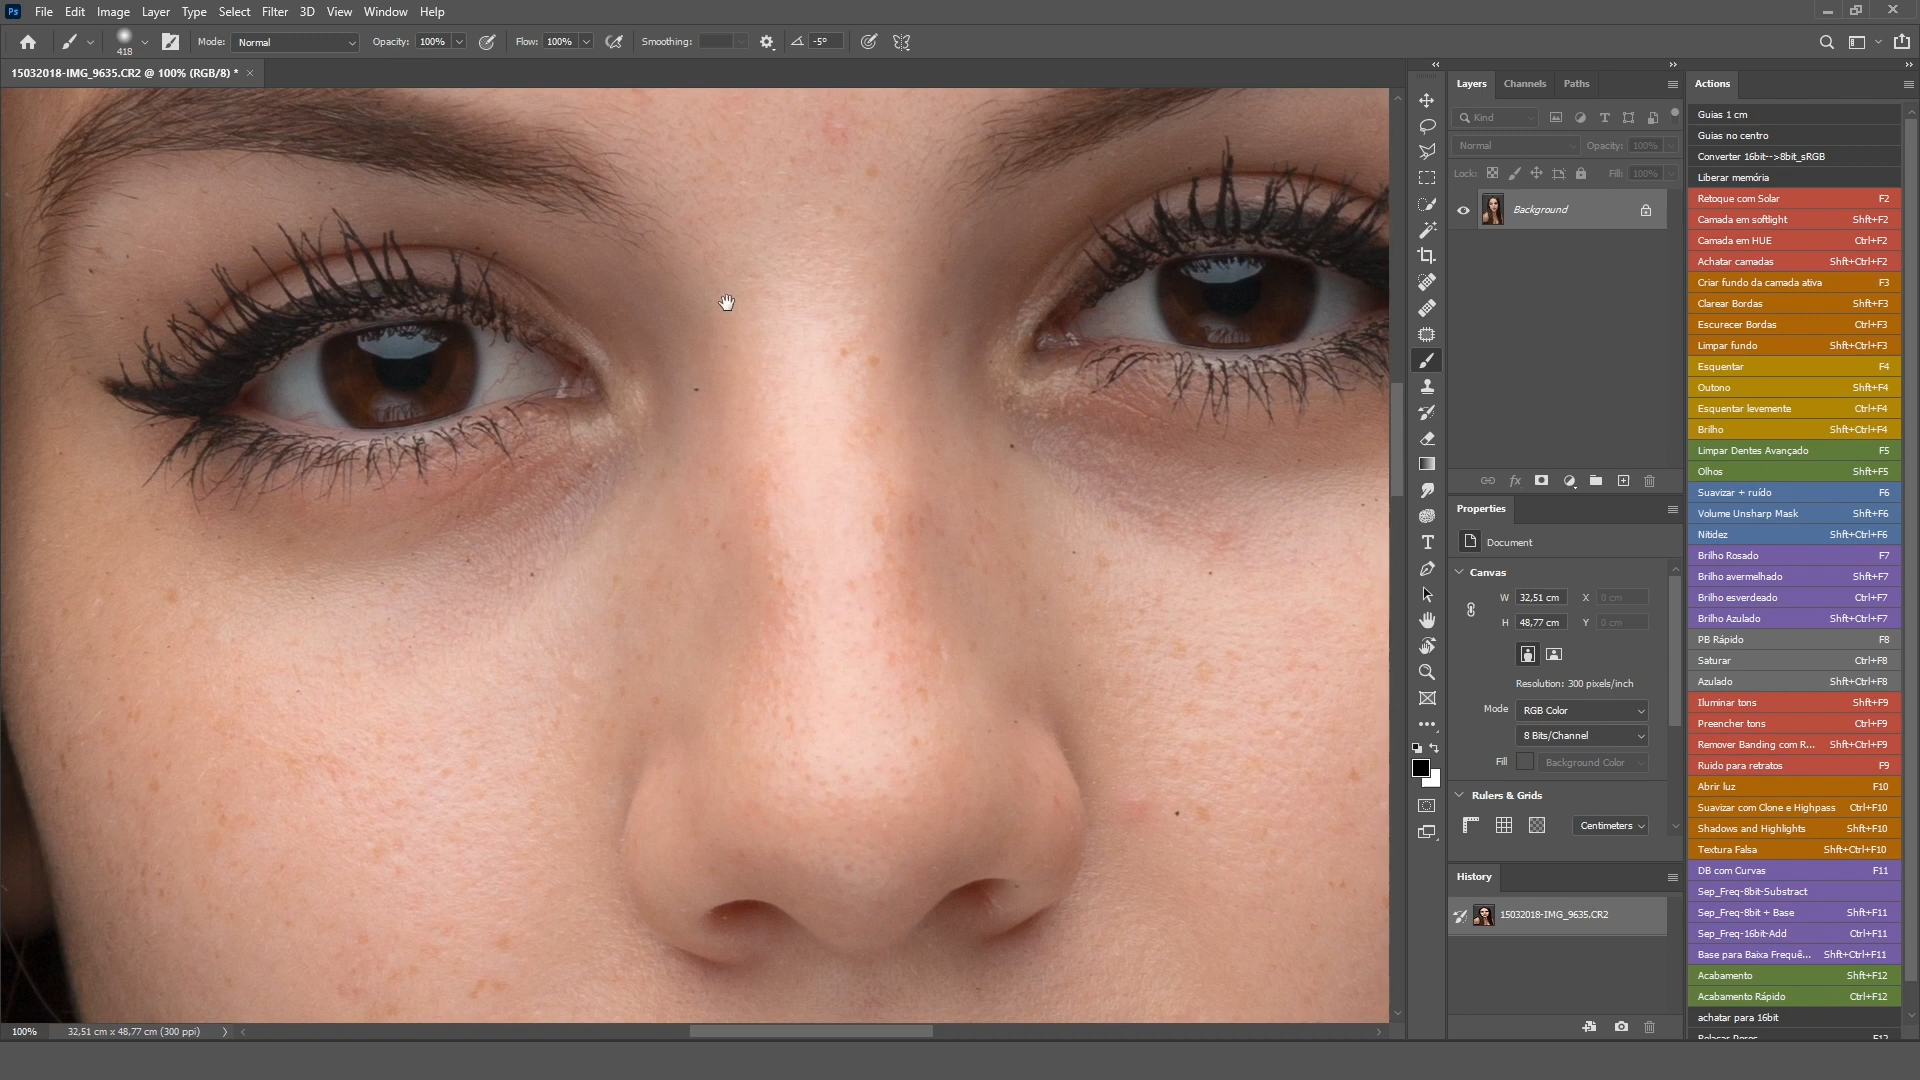 Ps File Edit Image Layer Type Select Filter 3D View Window Help
418 Mode: Normal Opacity: 100% Flow: 100% Smoothing: -5°
15032018-IMG_9635.CR2 @ 100% (RGB/8) *
Layers Channels Paths
Kind
Normal Opacity: 100%
Lock: Fill: 100%
Background
Properties
Document
Canvas
W 32,51 cm X 0 cm
H 48,77 cm Y 0 cm
Resolution: 300 pixels/inch
Mode RGB Color
8 Bits/Channel
Fill Background Color
Rulers & Grids
Centimeters
History
15032018-IMG_9635.CR2
Actions
Guias 1 cm
Guias no centro
Converter 16bit-->8bit_sRGB
Liberar memória
Retoque com Solar F2
Camada em softlight Shft+F2
Camada em HUE Ctrl+F2
Achatar camadas Shft+Ctrl+F2
Criar fundo da camada ativa F3
Clarear Bordas Shft+F3
Escurecer Bordas Ctrl+F3
Limpar fundo Shft+Ctrl+F3
Esquentar F4
Outono Shft+F4
Esquentar levemente Ctrl+F4
Brilho Shft+Ctrl+F4
Limpar Dentes Avançado F5
Olhos Shft+F5
Suavizar + ruído F6
Volume Unsharp Mask Shft+F6
Nitidez Shft+Ctrl+F6
Brilho Rosado F7
Brilho avermelhado Shft+F7
Brilho esverdeado Ctrl+F7
Brilho Azulado Shft+Ctrl+F7
PB Rápido F8
Saturar Ctrl+F8
Azulado Shft+Ctrl+F8
Iluminar tons Shft+F9
Preencher tons Ctrl+F9
Remover Banding com R... Shft+Ctrl+F9
Ruido para retratos F9
Abrir luz F10
Suavizar com Clone e Highpass Ctrl+F10
Shadows and Highlights Shft+F10
Textura Falsa Shft+Ctrl+F10
DB com Curvas F11
Sep_Freq-8bit-Substract
Sep_Freq-8bit + Base Shft+F11
Sep_Freq-16bit-Add Ctrl+F11
Base para Baixa Frequê... Shft+Ctrl+F11
Acabamento Shft+F12
Acabamento Rápido Ctrl+F12
achatar para 16bit
100% 32,51 cm x 48,77 cm (300 ppi)